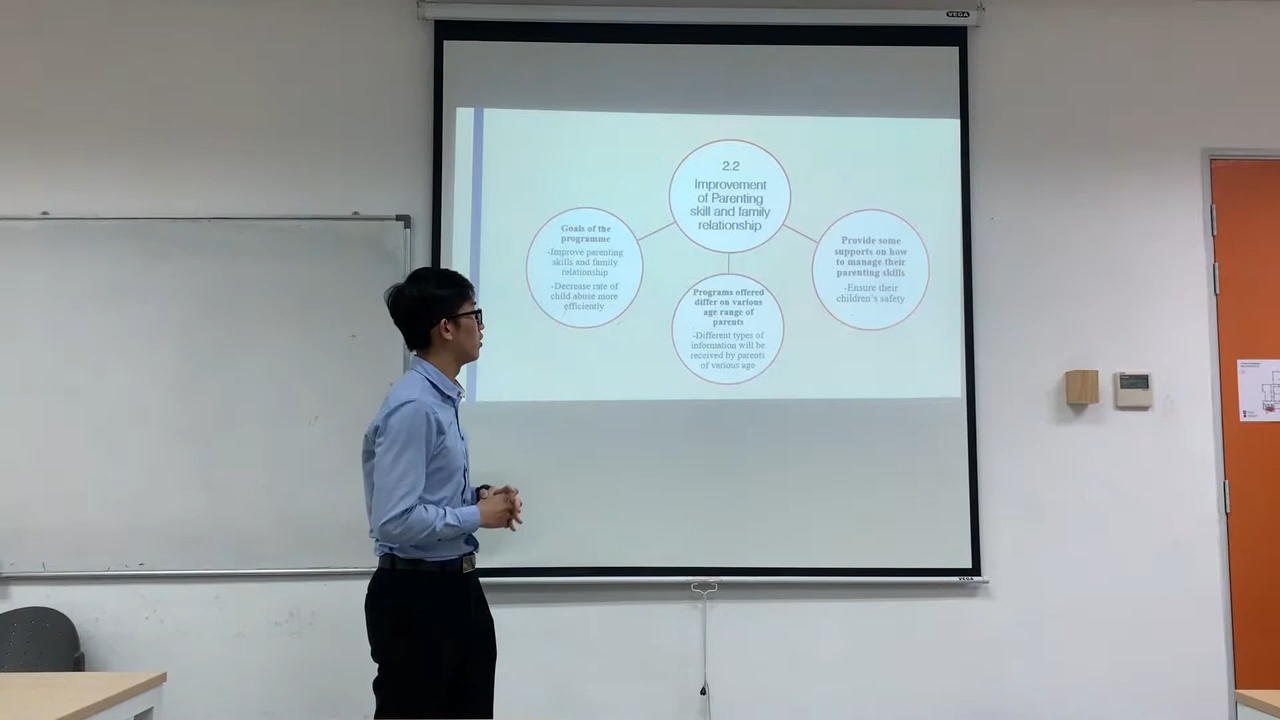 VEGA
2.2
Improvement
of Parenting
skill and family
relationship
Goals of the
programme
-Improve parenting
skills and family
relationship
-Decrease rate of
child abuse more
efficiently
Programs offered
differ on various
age range of
parents
-Different types of
information will be
received by parents
of various age
Provide some
supports on how
to manage their
parenting skills
-Ensure their
children's safety
VEGA